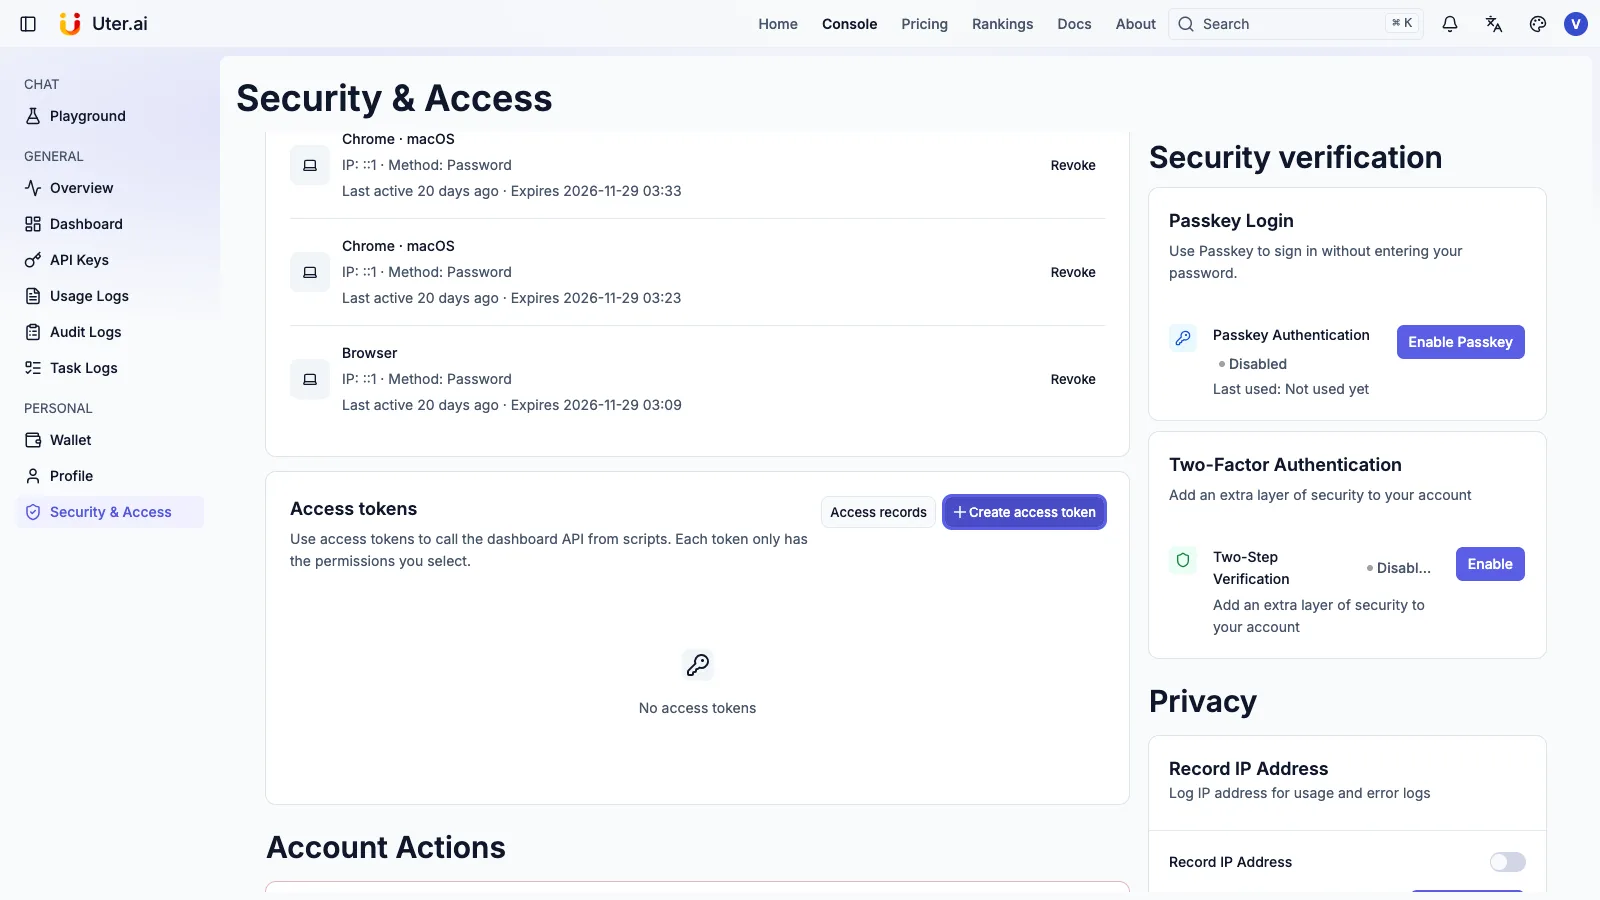 Uter.ai
Home
Console
Pricing
Rankings
Docs
About
Search
⌘ K
V
CHAT
Playground
GENERAL
Overview
Dashboard
API Keys
Usage Logs
Audit Logs
Task Logs
PERSONAL
Wallet
Profile
Security & Access
Security & Access
Chrome · macOS
IP: ::1 · Method: Password
Last active 20 days ago · Expires 2026-11-29 03:33
Revoke
Chrome · macOS
IP: ::1 · Method: Password
Last active 20 days ago · Expires 2026-11-29 03:23
Revoke
Browser
IP: ::1 · Method: Password
Last active 20 days ago · Expires 2026-11-29 03:09
Revoke
Access tokens
Use access tokens to call the dashboard API from scripts. Each token only has
the permissions you select.
Access records
Create access token
No access tokens
Account Actions
Security verification
Passkey Login
Use Passkey to sign in without entering your
password.
Passkey Authentication
Disabled
Last used: Not used yet
Enable Passkey
Two-Factor Authentication
Add an extra layer of security to your account
Two-Step
Verification
Disabl...
Add an extra layer of security to
your account
Enable
Privacy
Record IP Address
Log IP address for usage and error logs
Record IP Address